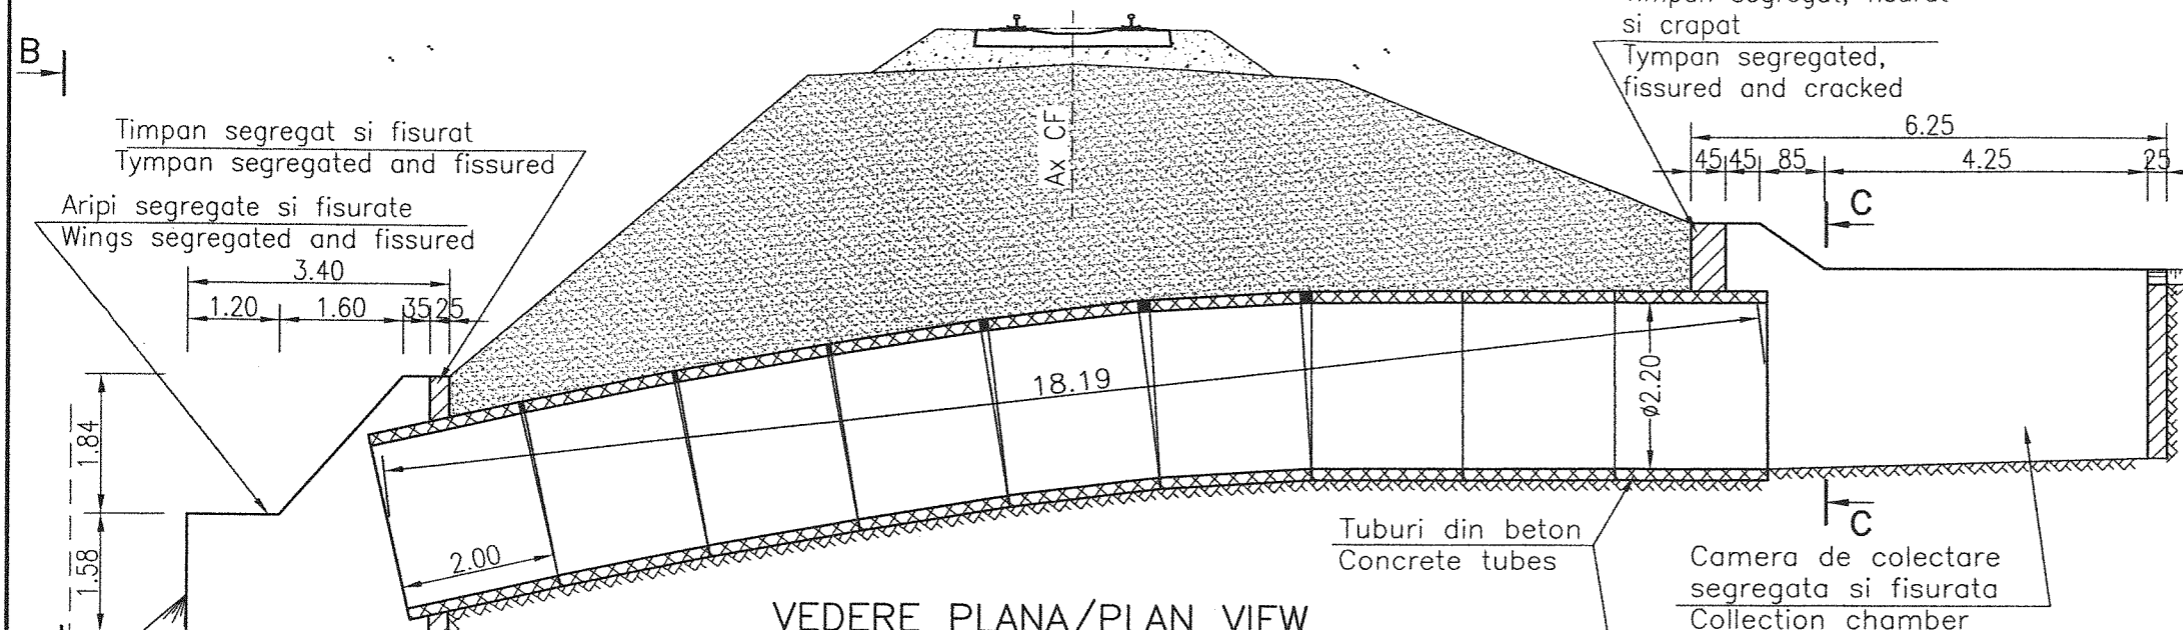 si crapat
Tympan segregated,
fissured and cracked
B
Timpan segregat si fisurat
Tympan segregated and fissured
Aripi segregate si fisurate
Wings segregated and fissured
Ax CF
6.25
45 45 85 4.25 25
C
3.40
1.20 1.60 35 25
18.19
ø2.20
1.84
1.58
2.00
C
Tuburi din beton
Concrete tubes
Camera de colectare
segregata si fisurata
Collection chamber
VEDERE PLANA/PLAN VIEW